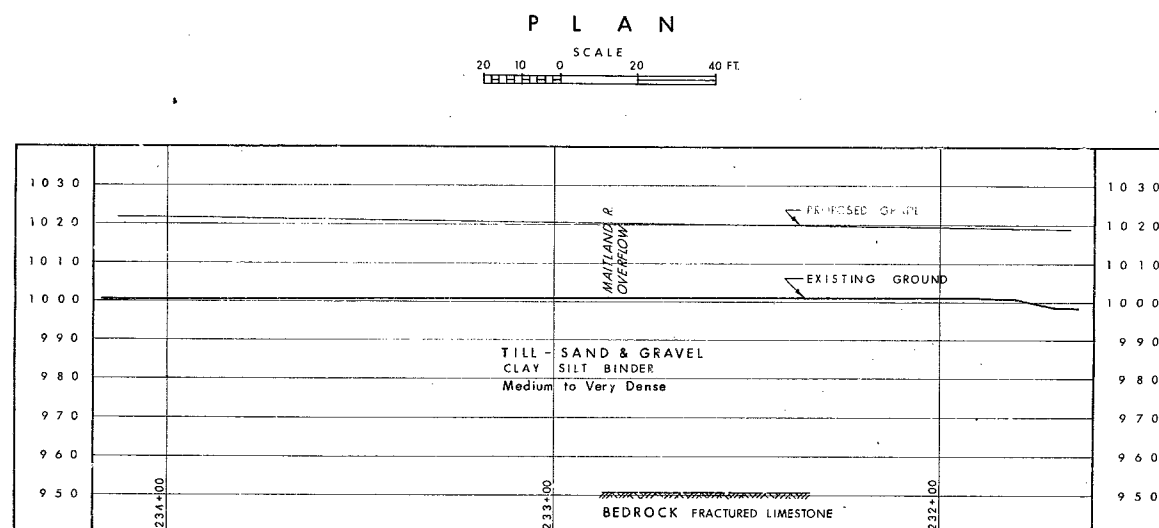 PLAN
SCALE
20 10 0 20 40 FT.
1030 1030
1020 PROPOSED GRADE 1020
MAITLAND R.
OVERFLOW
1010 1010
EXISTING GROUND
1000 1000
990 990
TILL - SAND & GRAVEL
CLAY SILT BINDER
980 980
Medium to Very Dense
970 970
960 960
950 950
234+00 233+00 232+00
BEDROCK FRACTURED LIMESTONE